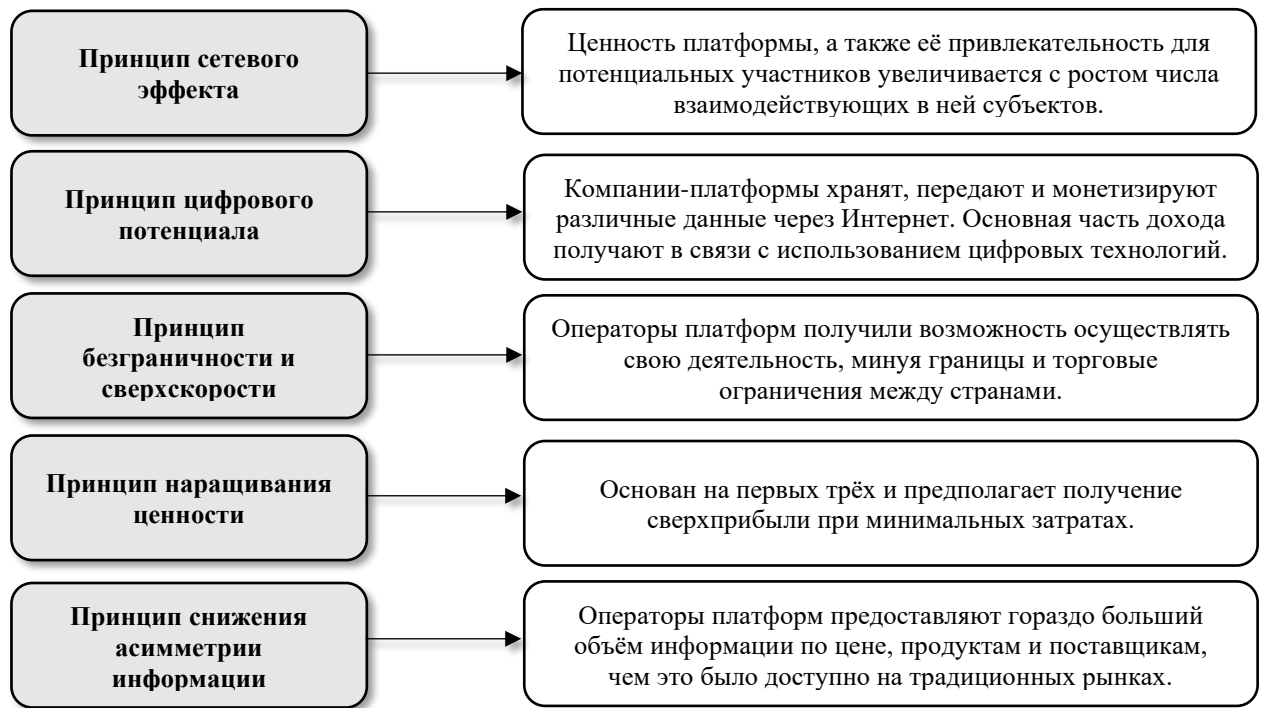 Принцип сетевого
эффекта
Ценность платформы, а также её привлекательность для
потенциальных участников увеличивается с ростом числа
взаимодействующих в ней субъектов.
Принцип цифрового
потенциала
Компании-платформы хранят, передают и монетизируют
различные данные через Интернет. Основная часть дохода
получают в связи с использованием цифровых технологий.
Принцип
безграничности и
сверхскорости
Операторы платформ получили возможность осуществлять
свою деятельность, минуя границы и торговые
ограничения между странами.
Принцип наращивания
ценности
Основан на первых трёх и предполагает получение
сверхприбыли при минимальных затратах.
Принцип снижения
асимметрии
информации
Операторы платформ предоставляют гораздо больший
объём информации по цене, продуктам и поставщикам,
чем это было доступно на традиционных рынках.